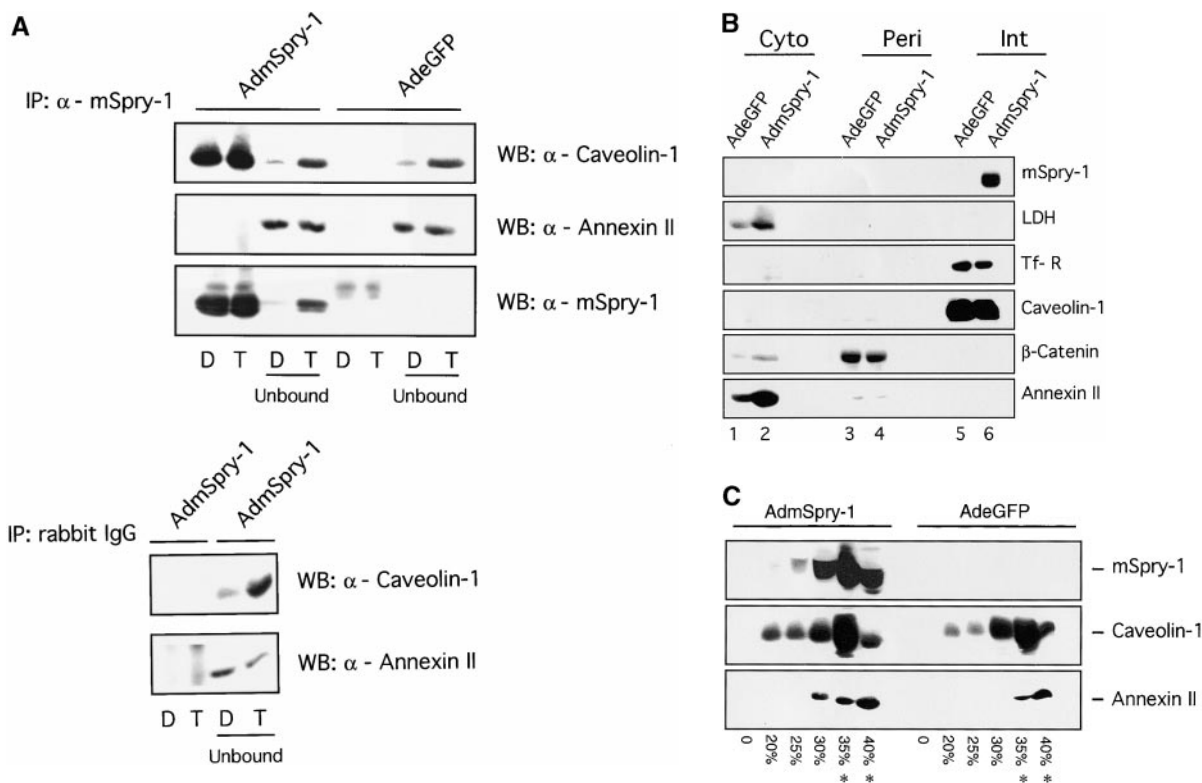 A
AdmSpry-1
AdeGFP
IP: α - mSpry-1
WB: α - Caveolin-1
WB: α - Annexin II
WB: α - mSpry-1
D T D T D T D T
Unbound Unbound
AdmSpry-1
AdmSpry-1
IP: rabbit IgG
WB: α - Caveolin-1
WB: α - Annexin II
D T D T
Unbound
B
Cyto Peri Int
AdeGFP AdmSpry-1 AdeGFP AdmSpry-1 AdeGFP AdmSpry-1
mSpry-1
LDH
Tf- R
Caveolin-1
β-Catenin
Annexin II
1 2 3 4 5 6
C
AdmSpry-1 AdeGFP
- mSpry-1
- Caveolin-1
- Annexin II
0 20% 25% 30% 35% 40% 0 20% 25% 30% 35% 40%
* * * *